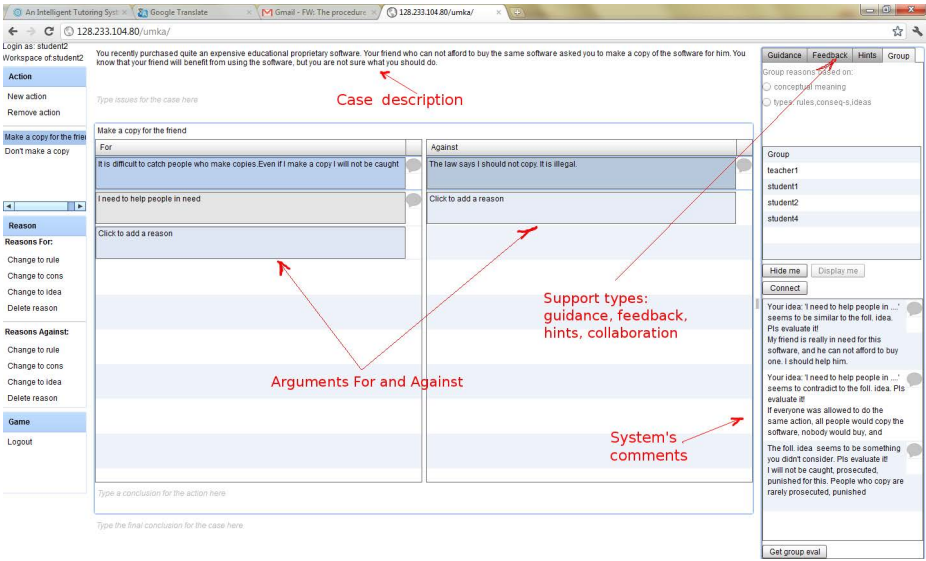 An Intelligent Tutoring Syst
Google Translate
Gmail - FW: The procedure
128.233.104.80/umka/
128.233.104.80/umka/
Login as: student2
Workspace of:student2
Action
New action
Remove action
Make a copy for the frien
Don't make a copy
Reason
Reasons For:
Change to rule
Change to cons
Change to idea
Delete reason
Reasons Against:
Change to rule
Change to cons
Change to idea
Delete reason
Game
Logout
You recently purchased quite an expensive educational proprietary software. Your friend who can not afford to buy the same software asked you to make a copy of the software for him. You
know that your friend will benefit from using the software, but you are not sure what you should do.
Case description
Type issues for the case here
Make a copy for the friend
For
Against
It is difficult to catch people who make copies.Even if I make a copy I will not be caught
The law says I should not copy. It is illegal.
I need to help people in need
Click to add a reason
Click to add a reason
Arguments For and Against
Support types:
guidance, feedback,
hints, collaboration
System's
comments
Type a conclusion for the action here
Type the final conclusion for the case here
Guidance
Feedback
Hints
Group
Group reasons based on:
conceptual meaning
types: rules,conseq-s,ideas
Group
teacher1
student1
student2
student4
Hide me
Display me
Connect
Your idea: 'I need to help people in ....'
seems to be similar to the foll. idea.
Pls evaluate it!
My friend is really in need for this
software, and he can not afford to buy
one. I should help him.
Your idea: 'I need to help people in ....'
seems to contradict to the foll. idea. Pls
evaluate it!
If everyone was allowed to do the
same action, all people would copy the
software, nobody would buy, and
The foll. idea seems to be something
you didn't consider. Pls evaluate it!
I will not be caught, prosecuted,
punished for this. People who copy are
rarely prosecuted, punished
Get group eval